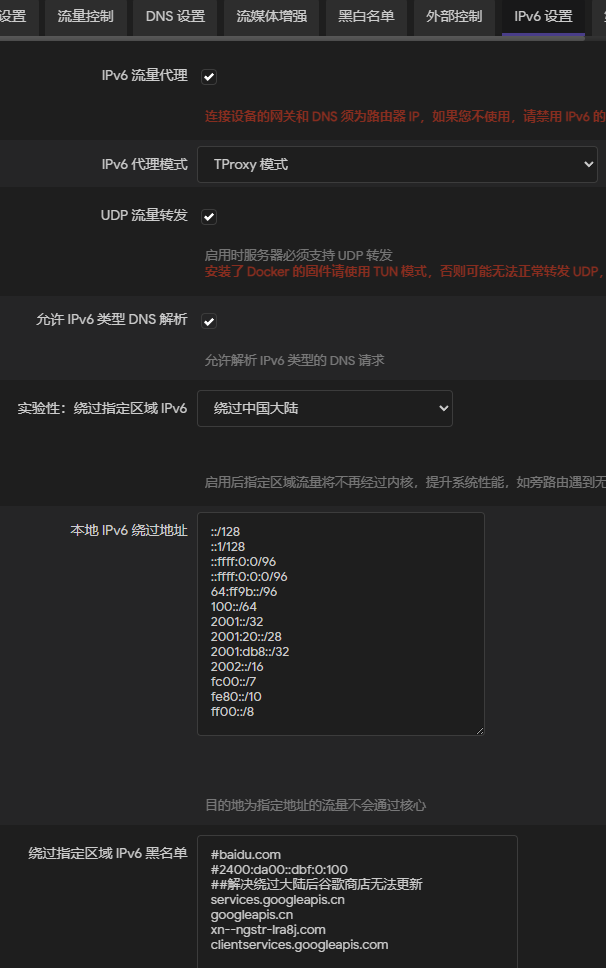 设置 流量控制 DNS 设置 流媒体增强 黑白名单 外部控制 IPv6 设置
IPv6 流量代理
连接设备的网关和 DNS 须为路由器 IP，如果您不使用，请禁用 IPv6 的
IPv6 代理模式 TProxy 模式
UDP 流量转发
启用时服务器必须支持 UDP 转发
安装了 Docker 的固件请使用 TUN 模式，否则可能无法正常转发 UDP，
允许 IPv6 类型 DNS 解析
允许解析 IPv6 类型的 DNS 请求
实验性：绕过指定区域 IPv6 绕过中国大陆
启用后指定区域流量将不再经过内核，提升系统性能，如旁路由遇到无
本地 IPv6 绕过地址
::/128
::1/128
::ffff:0:0/96
::ffff:0:0:0/96
64:ff9b::/96
100::/64
2001::/32
2001:20::/28
2001:db8::/32
2002::/16
fc00::/7
fe80::/10
ff00::/8
目的地为指定地址的流量不会通过核心
绕过指定区域 IPv6 黑名单
#baidu.com
#2400:da00::dbf:0:100
##解决绕过大陆后谷歌商店无法更新
services.googleapis.cn
googleapis.cn
xn--ngstr-lra8j.com
clientservices.googleapis.com